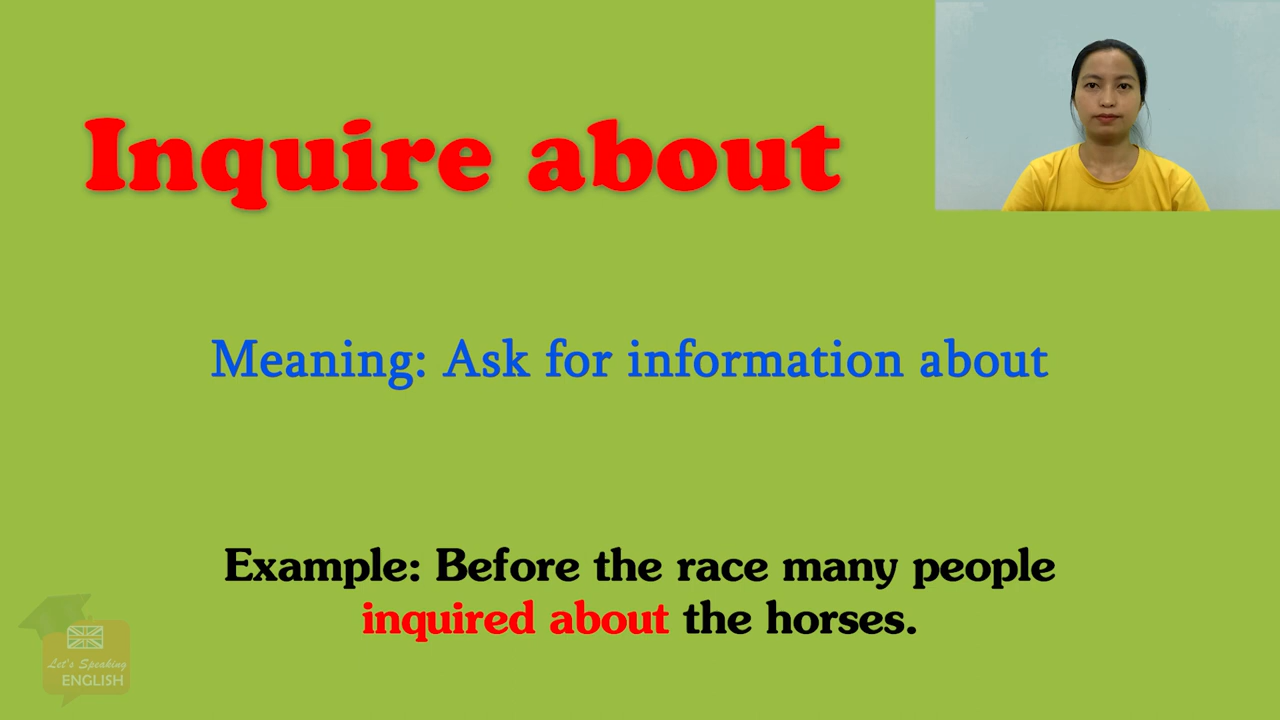 Inquire about
Meaning: Ask for information about
Example: Before the race many people
inquired about the horses.
Let's Speaking
ENGLISH